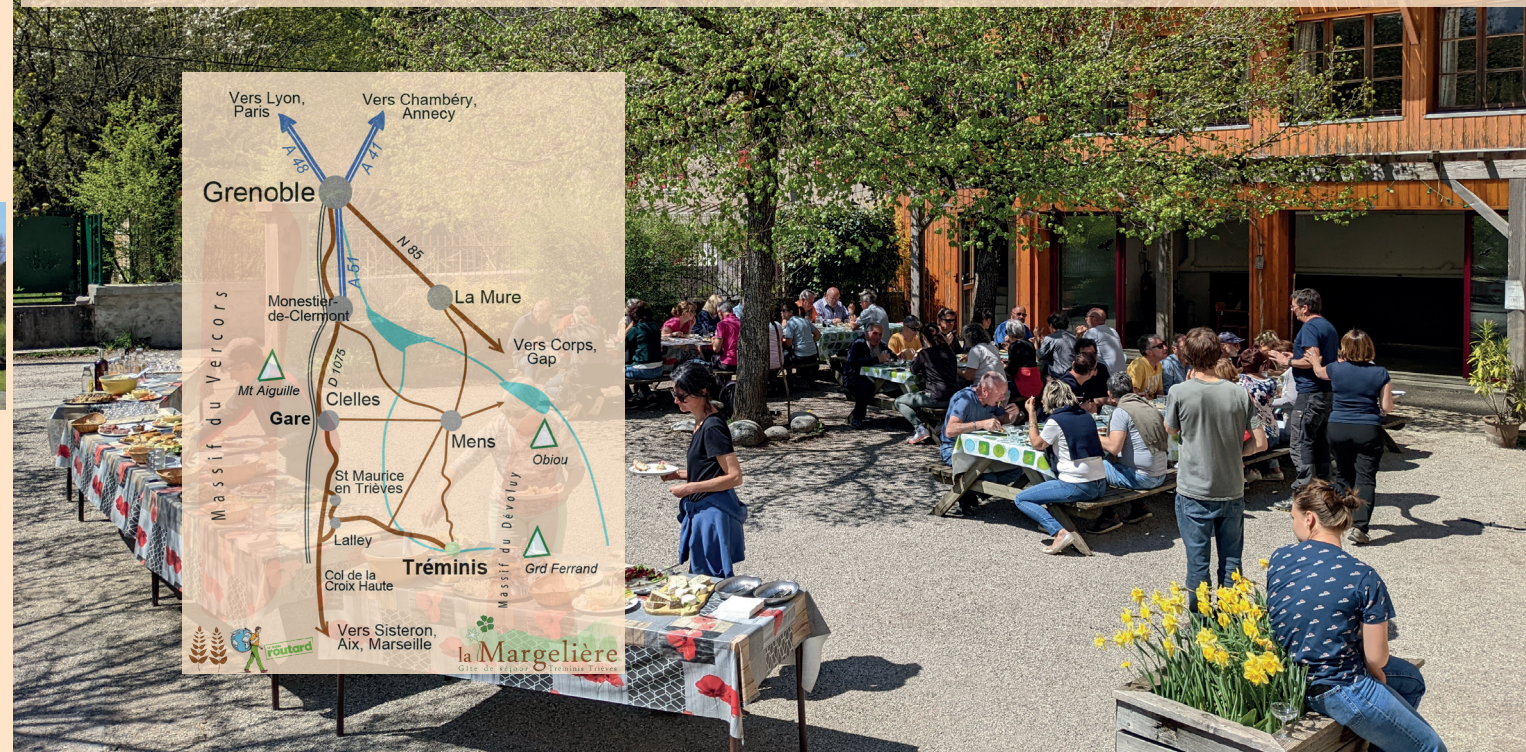 Vers Lyon,
Paris
Vers Chambéry,
Annecy
A 48
A 41
Grenoble
N 85
A 51
Monestier-
de-Clermont
La Mure
Vers Corps,
Gap
Massif du Vercors
Mt Aiguille
D 1075
Clelles
Gare
Mens
Obiou
St Maurice
en Trièves
Massif du Dévoluy
Lalley
Tréminis
Grd Ferrand
Col de la
Croix Haute
Vers Sisteron,
Aix, Marseille
routard
la Margelière
Gîte de séjour Tréminis Trièves